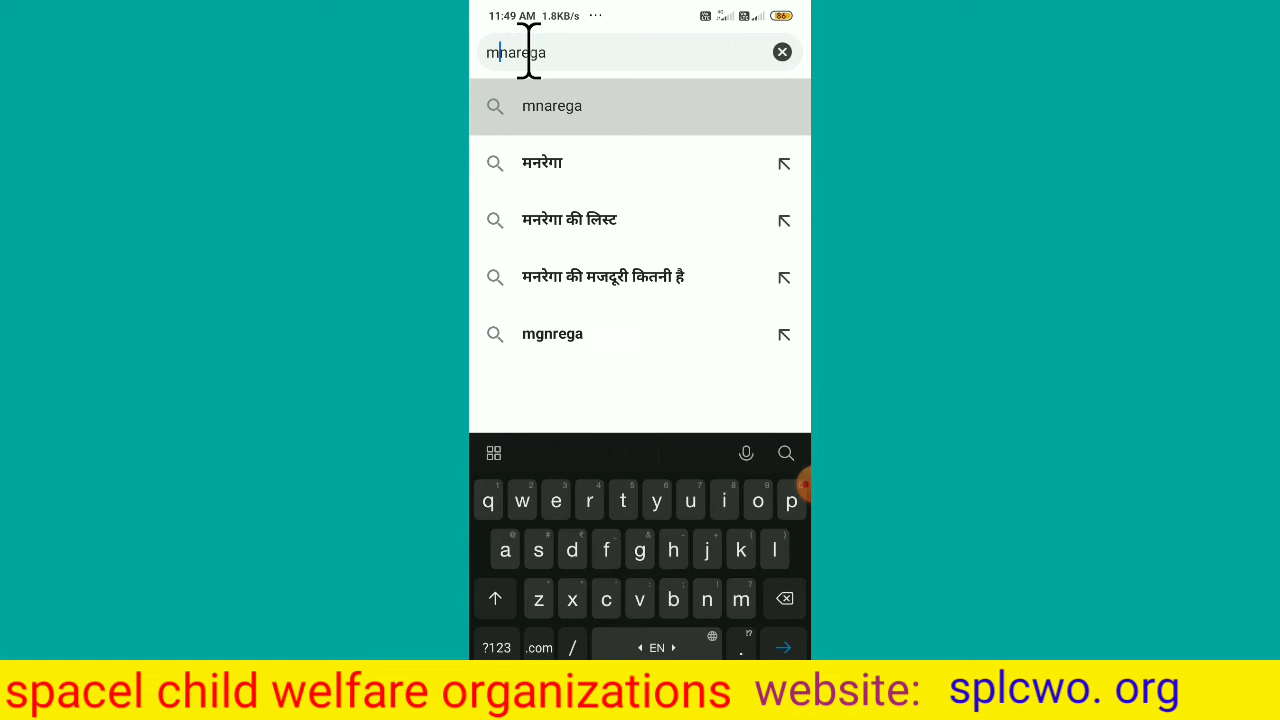 11:49 AM 1.8KB/s ... 86
mnarega
mnarega
मनरेगा
मनरेगा की लिस्ट
मनरेगा की मजदूरी कितनी है
mgnrega
q w e r t y u i o p
a s d f g h j k l
z x c v b n m
?123 .com / EN .
spacel child welfare organizations website: splcwo. org